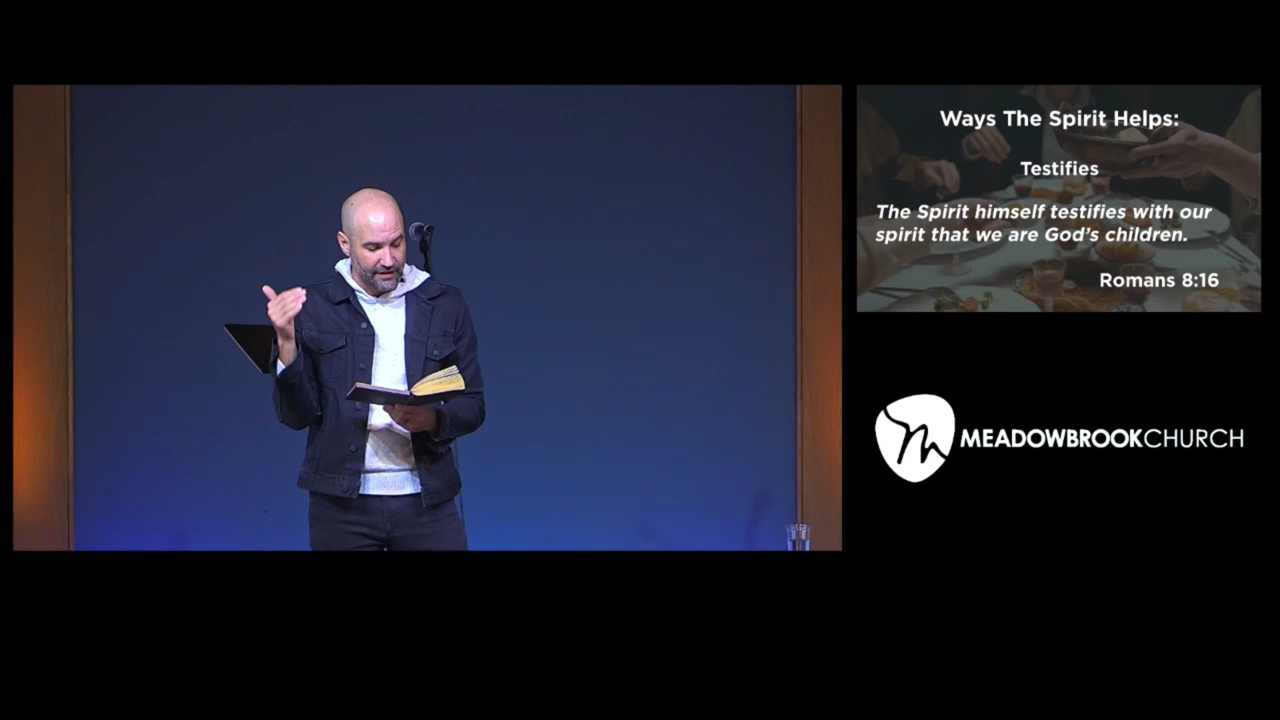 Ways The Spirit Helps:
Testifies
The Spirit himself testifies with our
spirit that we are God's children.
Romans 8:16
MEADOWBROOKCHURCH